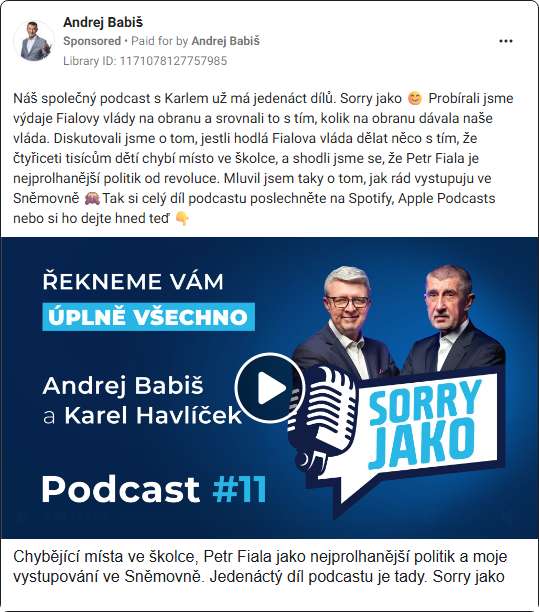 Andrej Babiš
Sponsored • Paid for by Andrej Babiš
Library ID: 1171078127757985
Náš společný podcast s Karlem už má jedenáct dílů. Sorry jako 😊 Probírali jsme
výdaje Fialovy vlády na obranu a srovnali to s tím, kolik na obranu dávala naše
vláda. Diskutovali jsme o tom, jestli hodlá Fialova vláda dělat něco s tím, že
čtyřiceti tisícům dětí chybí místo ve školce, a shodli jsme se, že Petr Fiala je
nejprolhanější politik od revoluce. Mluvil jsem taky o tom, jak rád vystupuju ve
Sněmovně 🙈 Tak si celý díl podcastu poslechněte na Spotify, Apple Podcasts
nebo si ho dejte hned teď 👇
ŘEKNEME VÁM
ÚPLNĚ VŠECHNO
Andrej Babiš
a Karel Havlíček
Podcast #11
SORRY
JAKO
Chybějící místa ve školce, Petr Fiala jako nejprolhanější politik a moje
vystupování ve Sněmovně. Jedenáctý díl podcastu je tady. Sorry jako